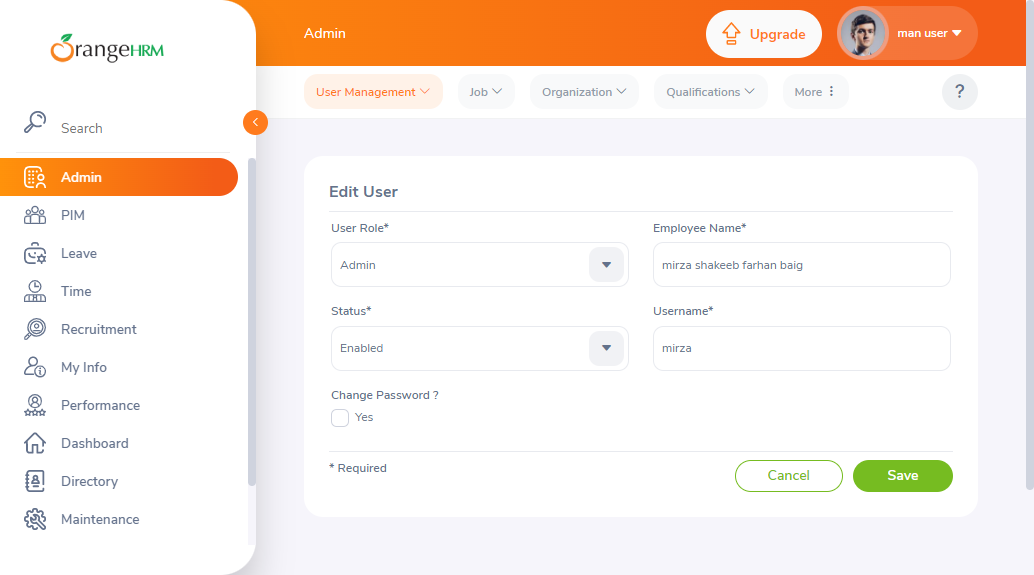 OrangeHRM
Admin
Upgrade
man user
User Management
Job
Organization
Qualifications
More
?
Search
Admin
PIM
Leave
Time
Recruitment
My Info
Performance
Dashboard
Directory
Maintenance
Edit User
User Role*
Employee Name*
Admin
mirza shakeeb farhan baig
Status*
Username*
Enabled
mirza
Change Password ?
Yes
* Required
Cancel
Save